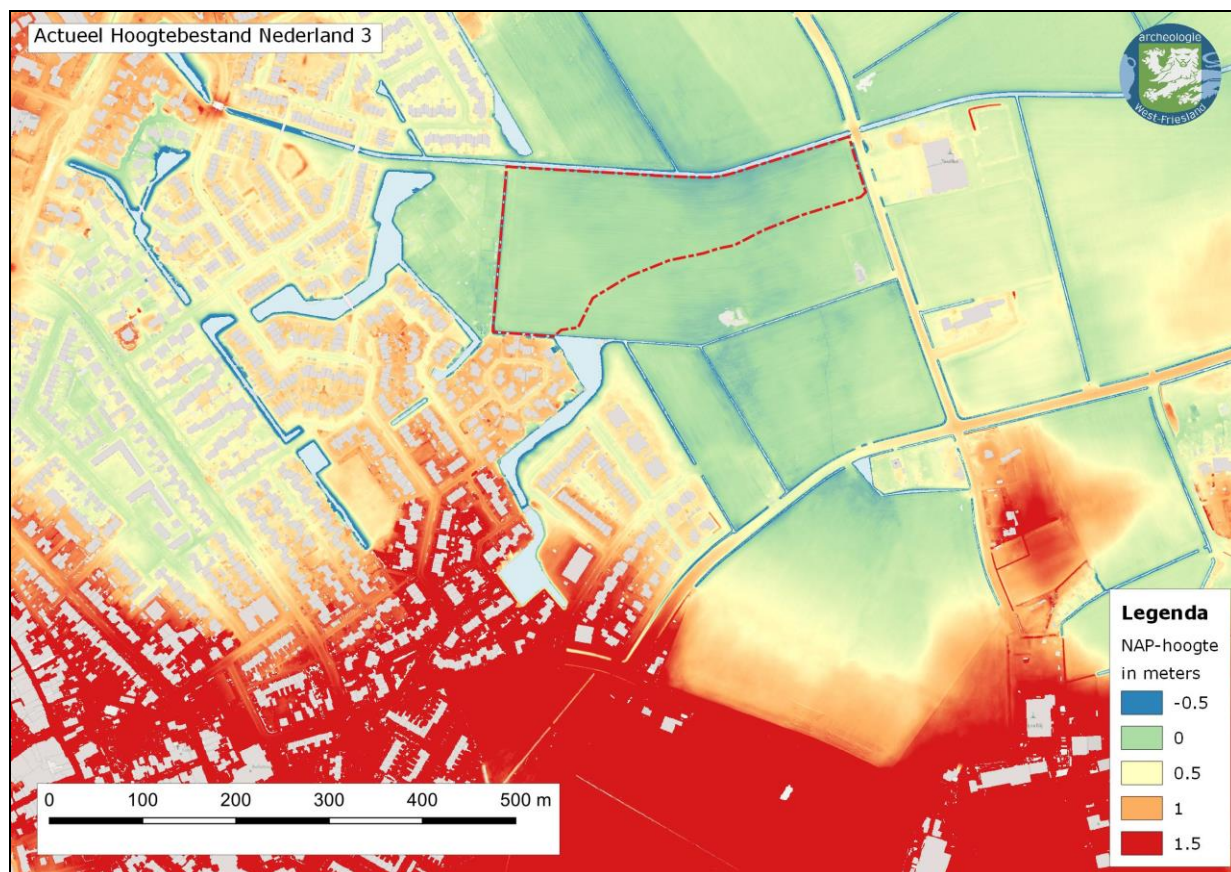 Actueel Hoogtebestand Nederland 3
archeologie
West-Friesland
Legenda
NAP-hoogte
in meters
-0.5
0
0.5
1
1.5
0 100 200 300 400 500 m